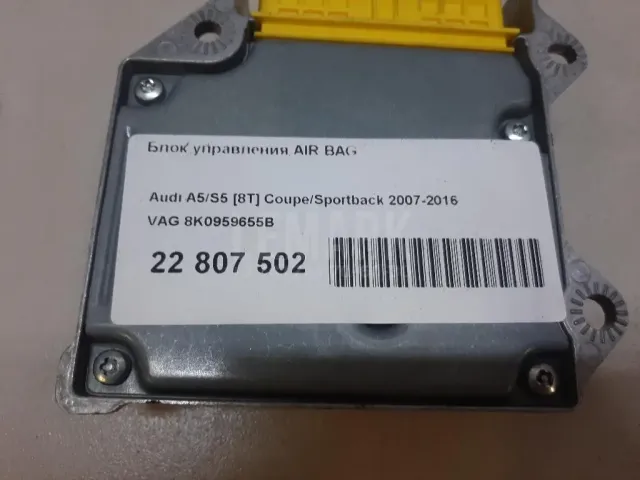 Блок управления AIR BAG
Audi A5/S5 [8T] Coupe/Sportback 2007-2016
VAG 8K0959655B
22 807 502